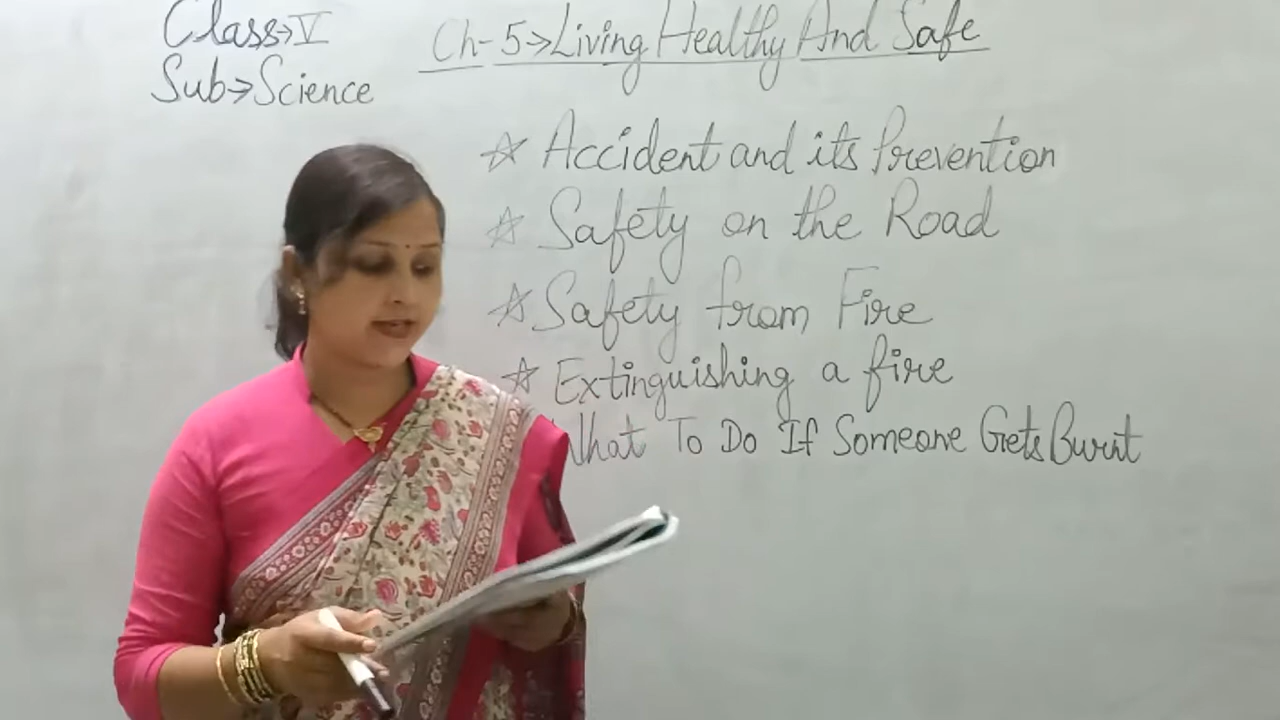 Class→V
Sub→Science
Ch-5→Living Healthy And Safe
☆ Accident and its Prevention
☆ Safety on the Road
☆ Safety from Fire
☆ Extinguishing a fire
What To Do If Someone Gets Burnt